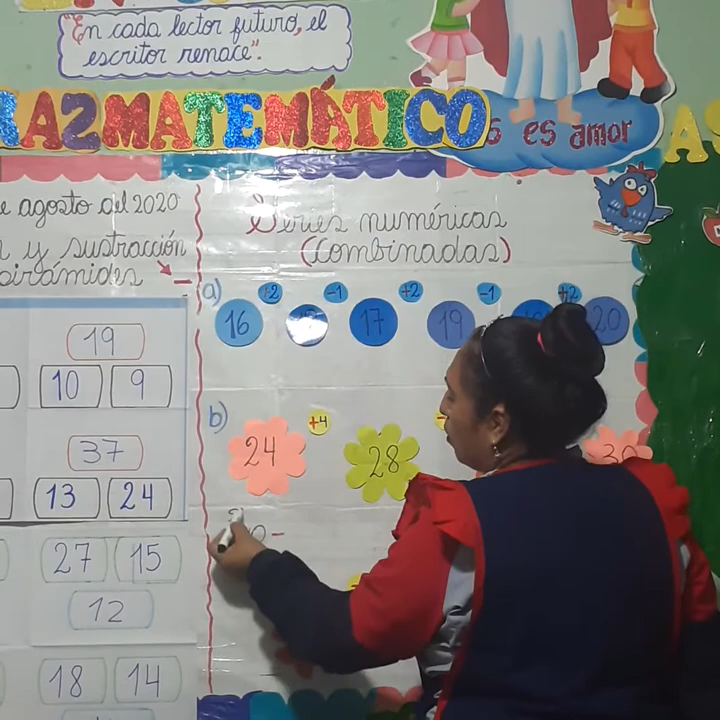 "En cada lector futuro, el
escritor renace".
AZMATEMÁTICO
es amor
agosto del 2020
y sustracción
pirámides
19
10 9
37
13 24
27 15
12
18 14
Series numéricas
(Combinadas)
a)
+2 -1 +2 -1 +2
16 17 19 20
b)
24 +4 28 30
-